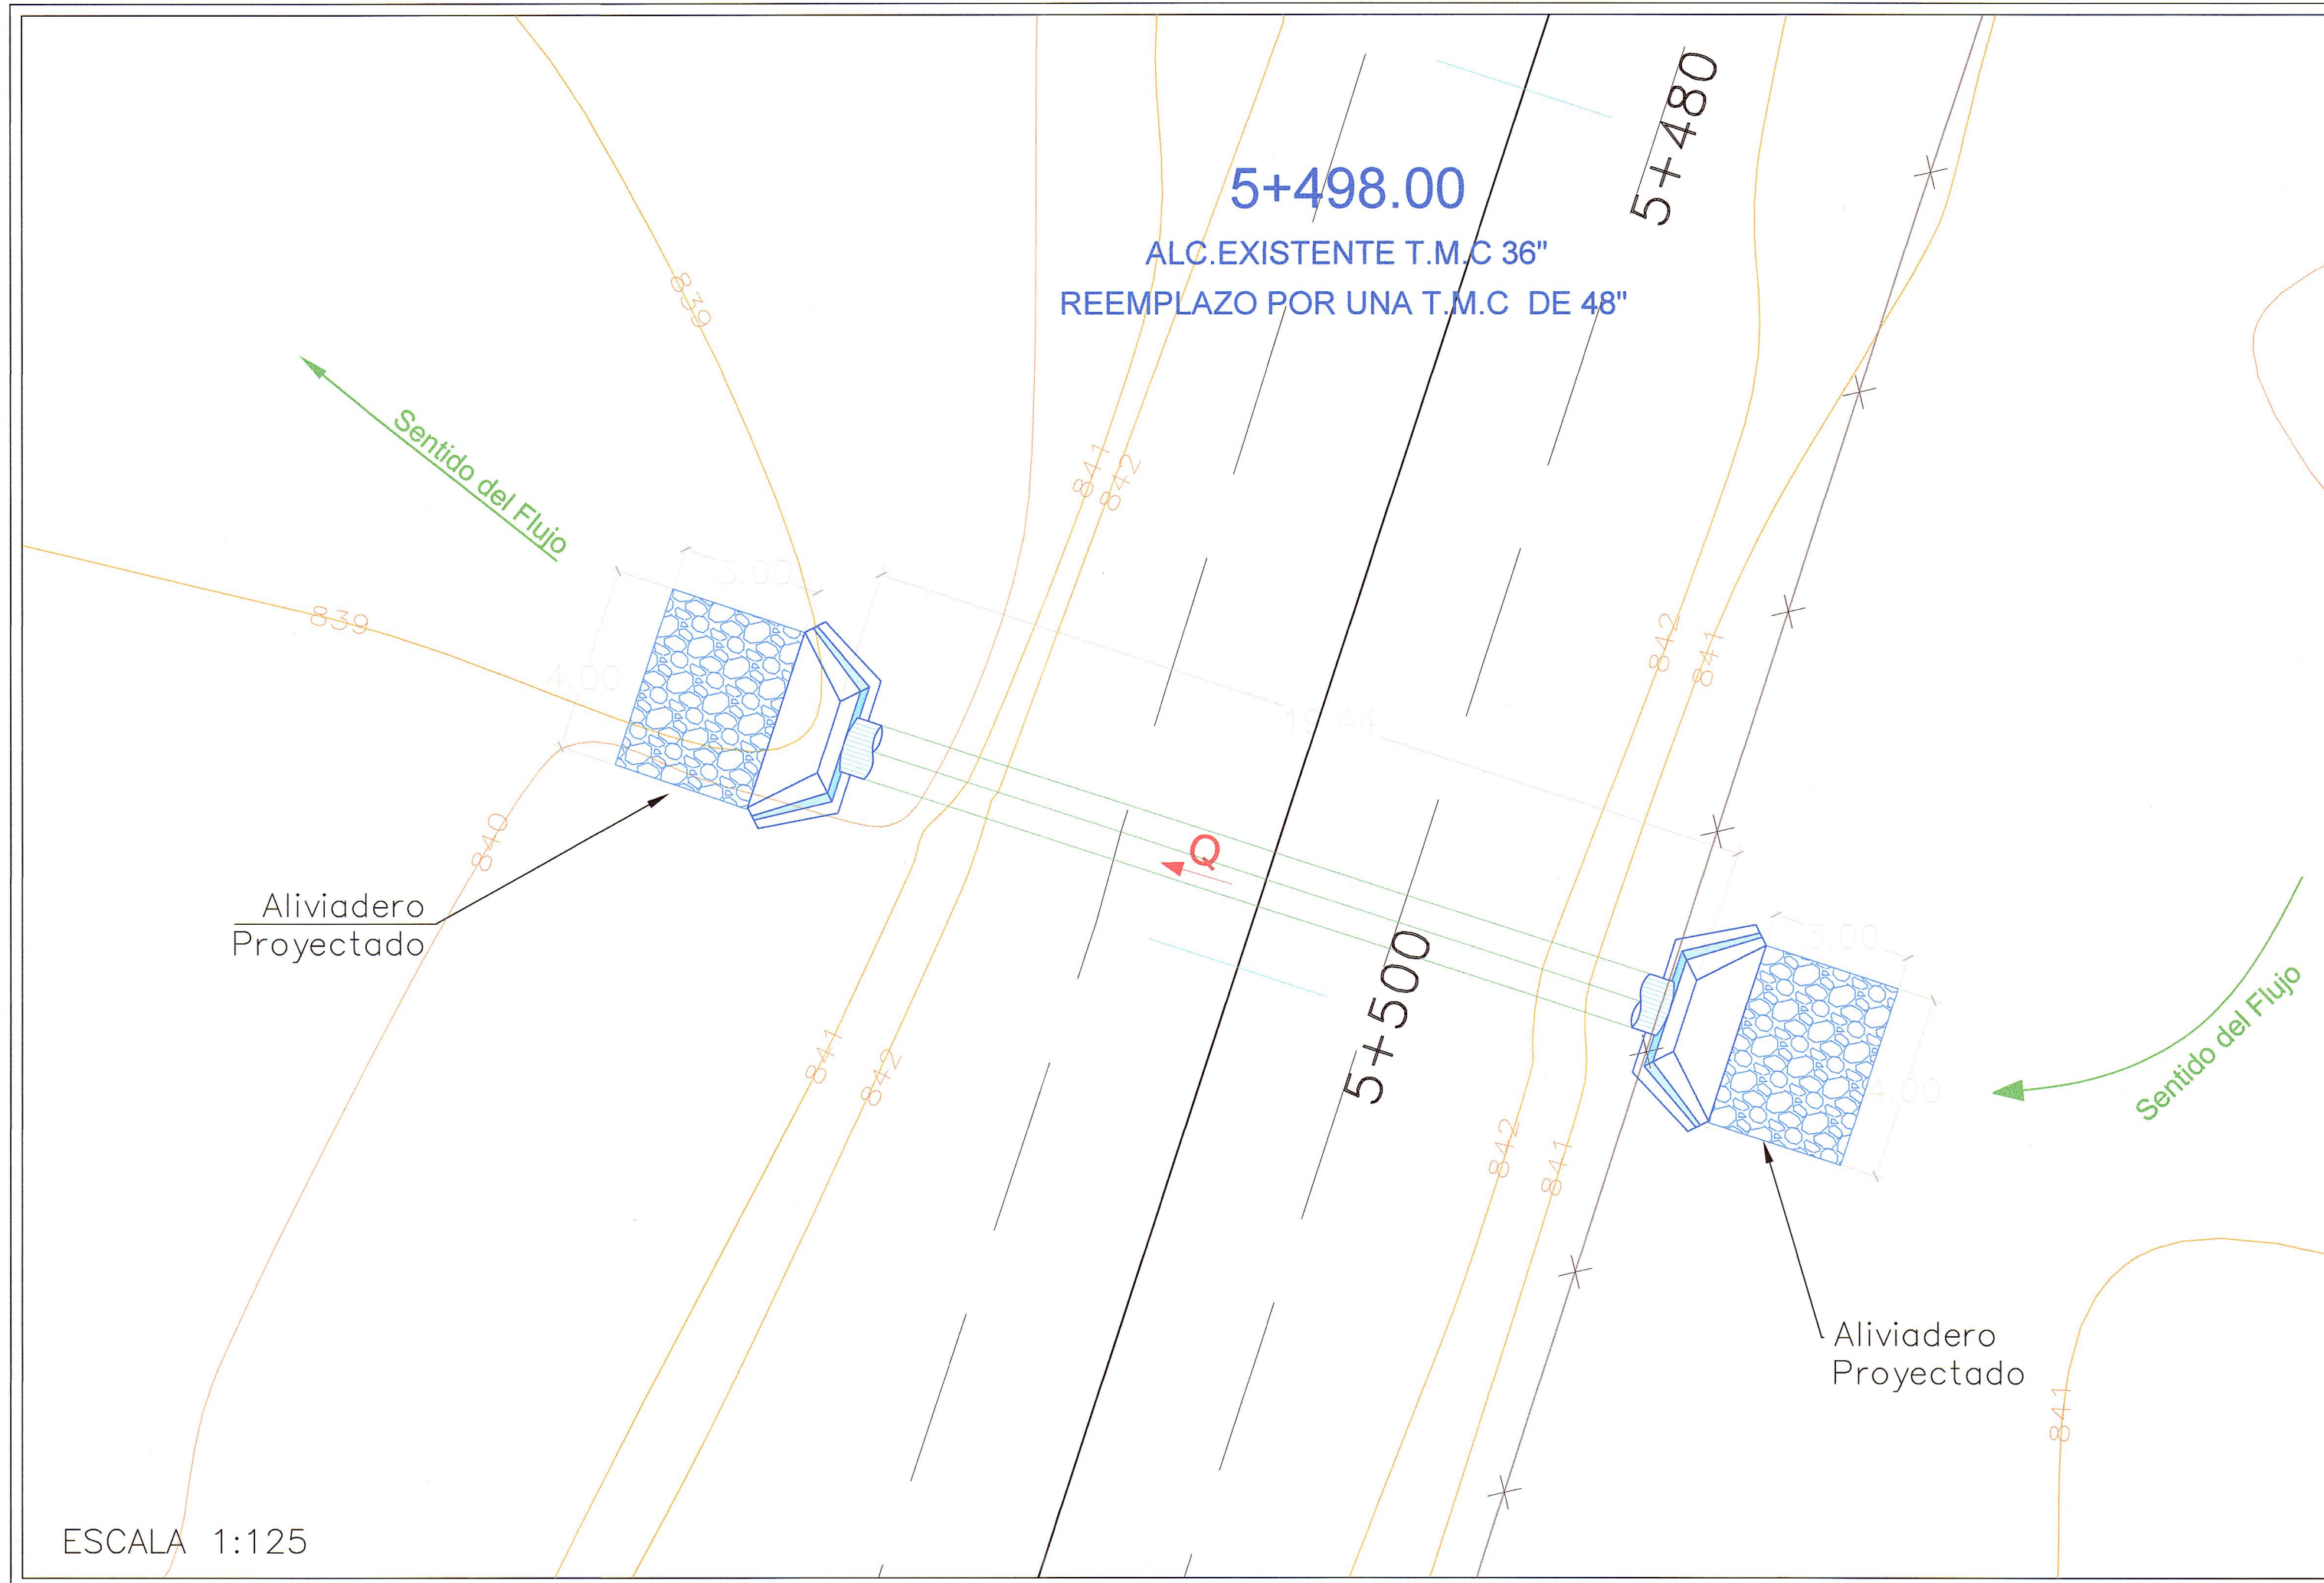 5+480
5+498.00
ALC.EXISTENTE T.M.C 36"
REEMPLAZO POR UNA T.M.C  DE 48"
839
Sentido del Flujo
841
842
3.00
839
4.00
842
841
19.44
840
Q
Aliviadero
Proyectado
5+500
3.00
4.00
Sentido del Flujo
841
842
842
841
Aliviadero
Proyectado
841
ESCALA 1:125